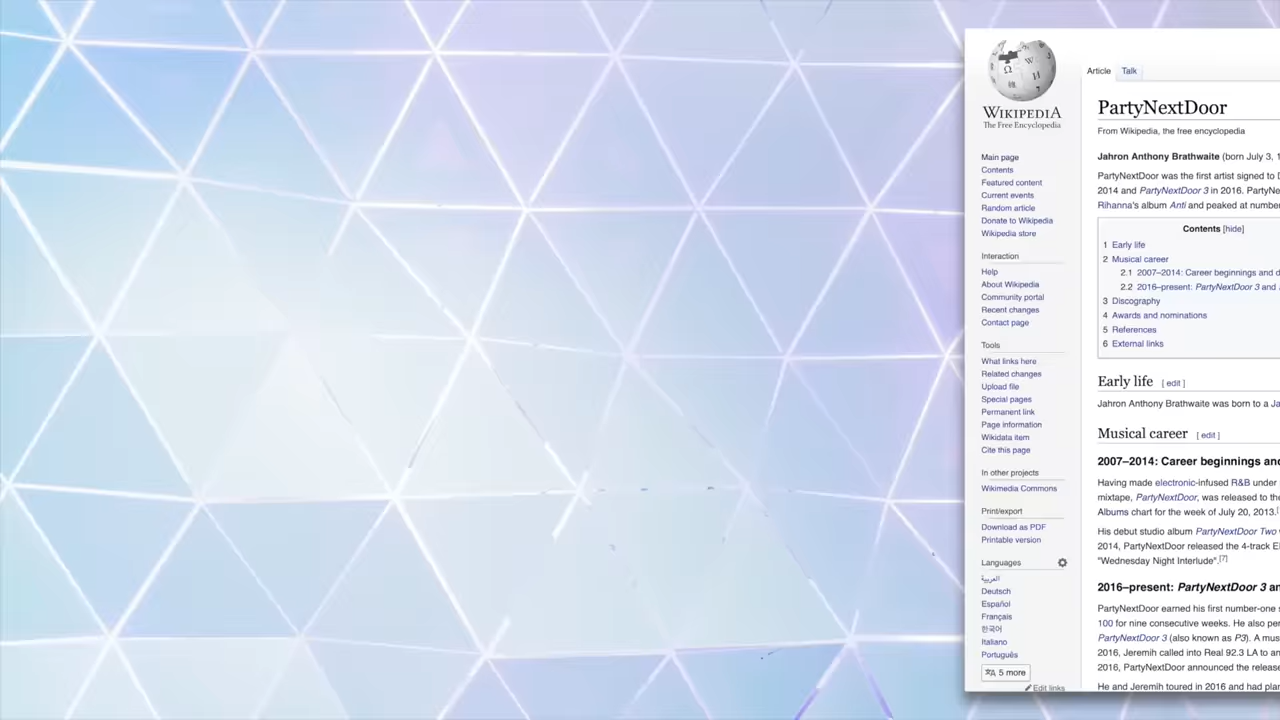 WIKIPEDIA
The Free Encyclopedia
Main page
Contents
Featured content
Current events
Random article
Donate to Wikipedia
Wikipedia store
Interaction
Help
About Wikipedia
Community portal
Recent changes
Contact page
Tools
What links here
Related changes
Upload file
Special pages
Permanent link
Page information
Wikidata item
Cite this page
In other projects
Wikimedia Commons
Print/export
Download as PDF
Printable version
Languages
العربية
Deutsch
Español
Français
한국어
Italiano
Português
5 more
Edit links
Article Talk
PartyNextDoor
From Wikipedia, the free encyclopedia
Jahron Anthony Brathwaite (born July 3, 1
PartyNextDoor was the first artist signed to
2014 and PartyNextDoor 3 in 2016. PartyNe
Rihanna's album Anti and peaked at number
Contents [hide]
1 Early life
2 Musical career
2.1 2007–2014: Career beginnings and d
2.2 2016–present: PartyNextDoor 3 and
3 Discography
4 Awards and nominations
5 References
6 External links
Early life [ edit ]
Jahron Anthony Brathwaite was born to a Ja
Musical career [ edit ]
2007–2014: Career beginnings and
Having made electronic-infused R&B under
mixtape, PartyNextDoor, was released to the
Albums chart for the week of July 20, 2013.
His debut studio album PartyNextDoor Two
2014, PartyNextDoor released the 4-track E
"Wednesday Night Interlude".[7]
2016–present: PartyNextDoor 3 an
PartyNextDoor earned his first number-one s
100 for nine consecutive weeks. He also per
PartyNextDoor 3 (also known as P3). A mus
2016, Jeremih called into Real 92.3 LA to an
2016, PartyNextDoor announced the release
He and Jeremih toured in 2016 and had plan